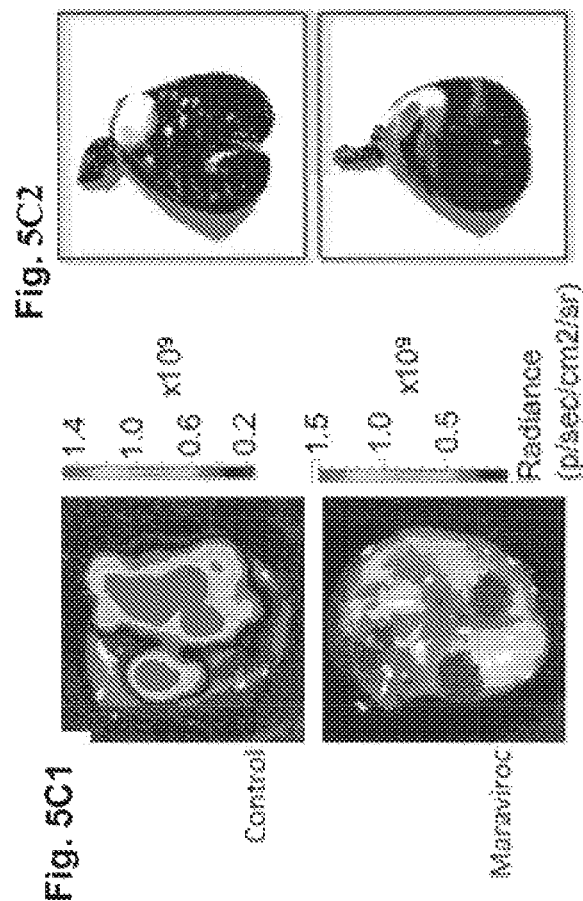 Fig. 5C1
Control
Maraviroc
1.4
1.0
0.6
0.2
x10⁹
1.5
1.0
0.5
x10⁹
Radiance
(p/sec/cm2/sr)
Fig. 5C2